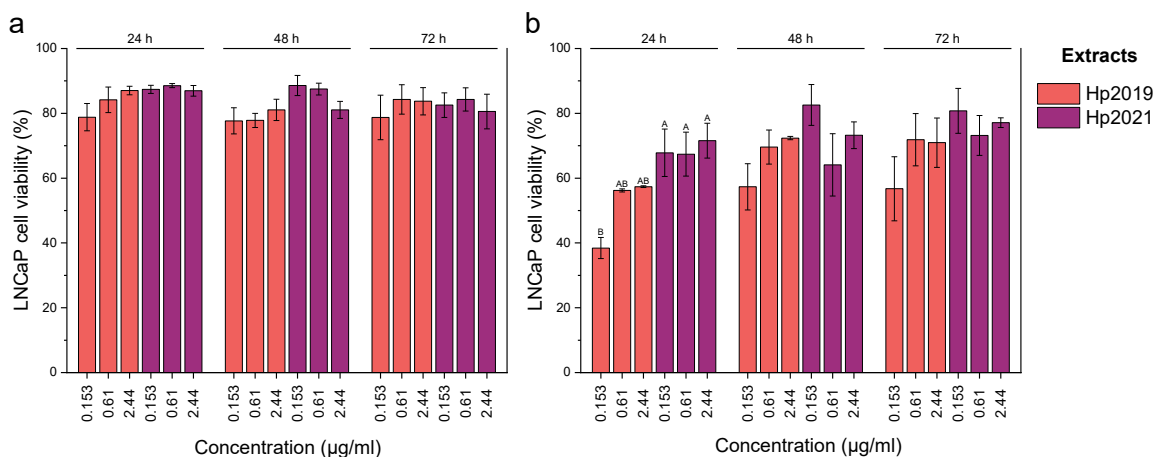 a
24 h
48 h
72 h
LNCaP cell viability (%)
100
80
60
40
20
0
0.153
0.61
2.44
0.153
0.61
2.44
0.153
0.61
2.44
0.153
0.61
2.44
0.153
0.61
2.44
0.153
0.61
2.44
Concentration (µg/ml)
b
24 h
48 h
72 h
LNCaP cell viability (%)
100
80
60
40
20
0
B
AB
AB
A
A
A
0.153
0.61
2.44
0.153
0.61
2.44
0.153
0.61
2.44
0.153
0.61
2.44
0.153
0.61
2.44
0.153
0.61
2.44
Concentration (µg/ml)
Extracts
Hp2019
Hp2021